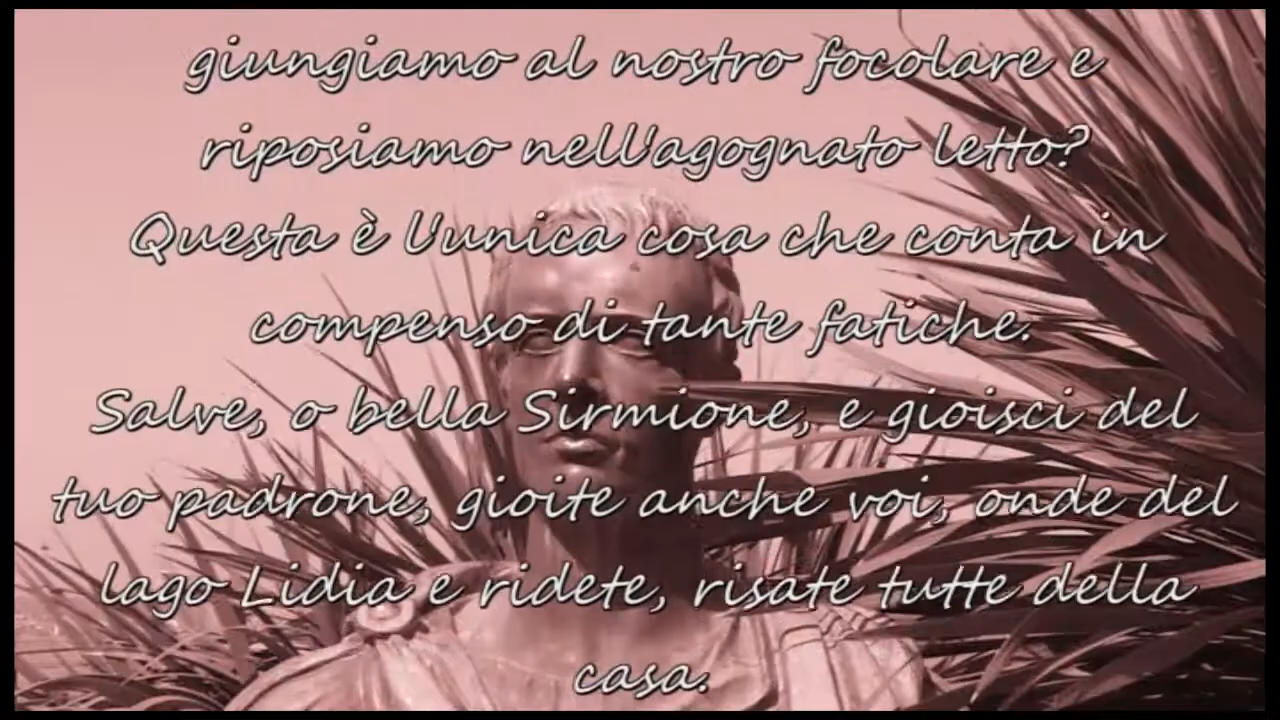 giungiamo al nostro focolare e
riposiamo nell'agognato letto?
Questa è l'unica cosa che conta in
compenso di tante fatiche.
Salve, o bella Sirmione, e gioisci del
tuo padrone, gioite anche voi, onde del
lago Lidia e ridete, risate tutte della
casa.